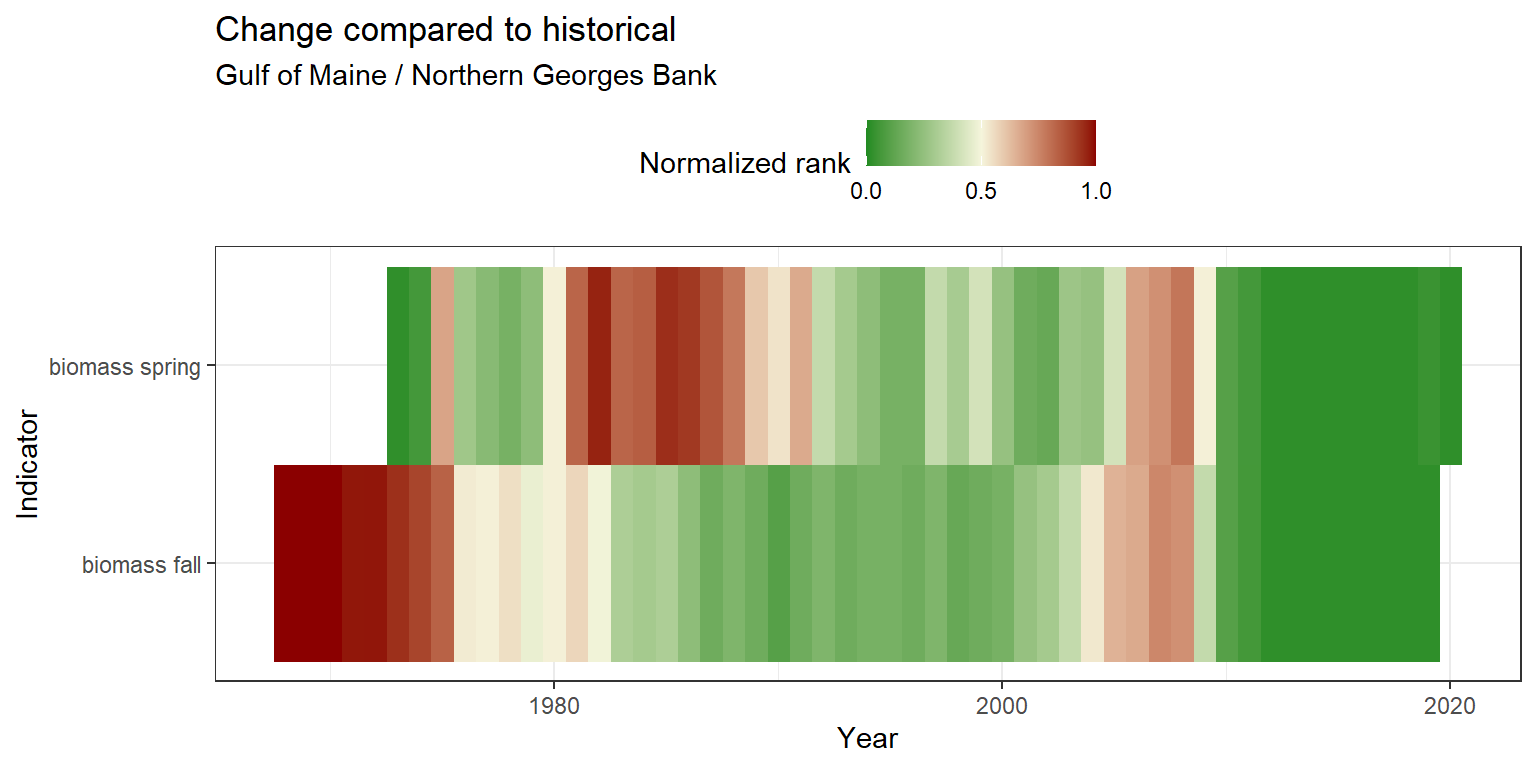 Change compared to historical
Gulf of Maine / Northern Georges Bank
Normalized rank
0.0 0.5 1.0
biomass spring
biomass fall
Indicator
1980 2000 2020
Year